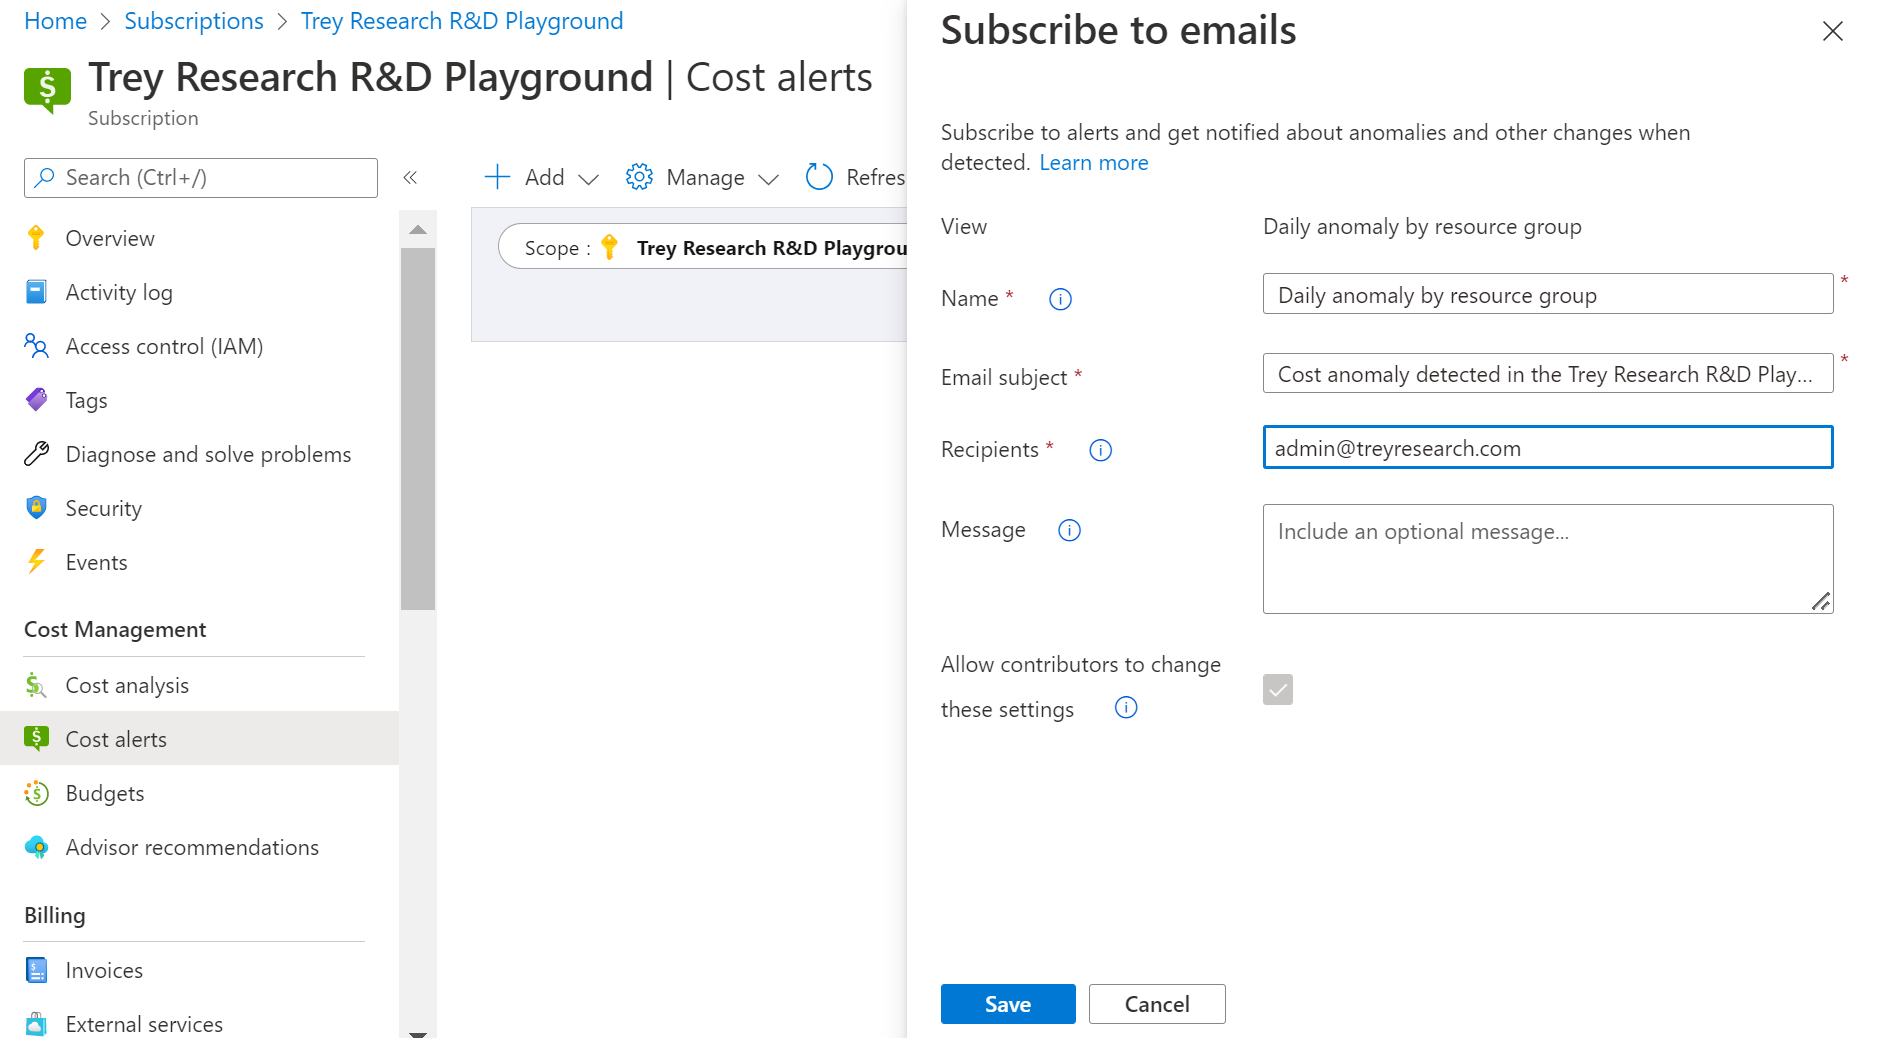 Home > Subscriptions > Trey Research R&D Playground
Trey Research R&D Playground | Cost alerts
Subscription
Search (Ctrl+/)
«
Overview
Activity log
Access control (IAM)
Tags
Diagnose and solve problems
Security
Events
Cost Management
Cost analysis
Cost alerts
Budgets
Advisor recommendations
Billing
Invoices
External services
Add
Manage
Refres
Scope : Trey Research R&D Playgrou
Subscribe to emails
Subscribe to alerts and get notified about anomalies and other changes when
detected. Learn more
View
Daily anomaly by resource group
Name *
Daily anomaly by resource group *
Email subject *
Cost anomaly detected in the Trey Research R&D Play... *
Recipients *
admin@treyresearch.com
Message
Include an optional message...
Allow contributors to change
these settings
Save
Cancel